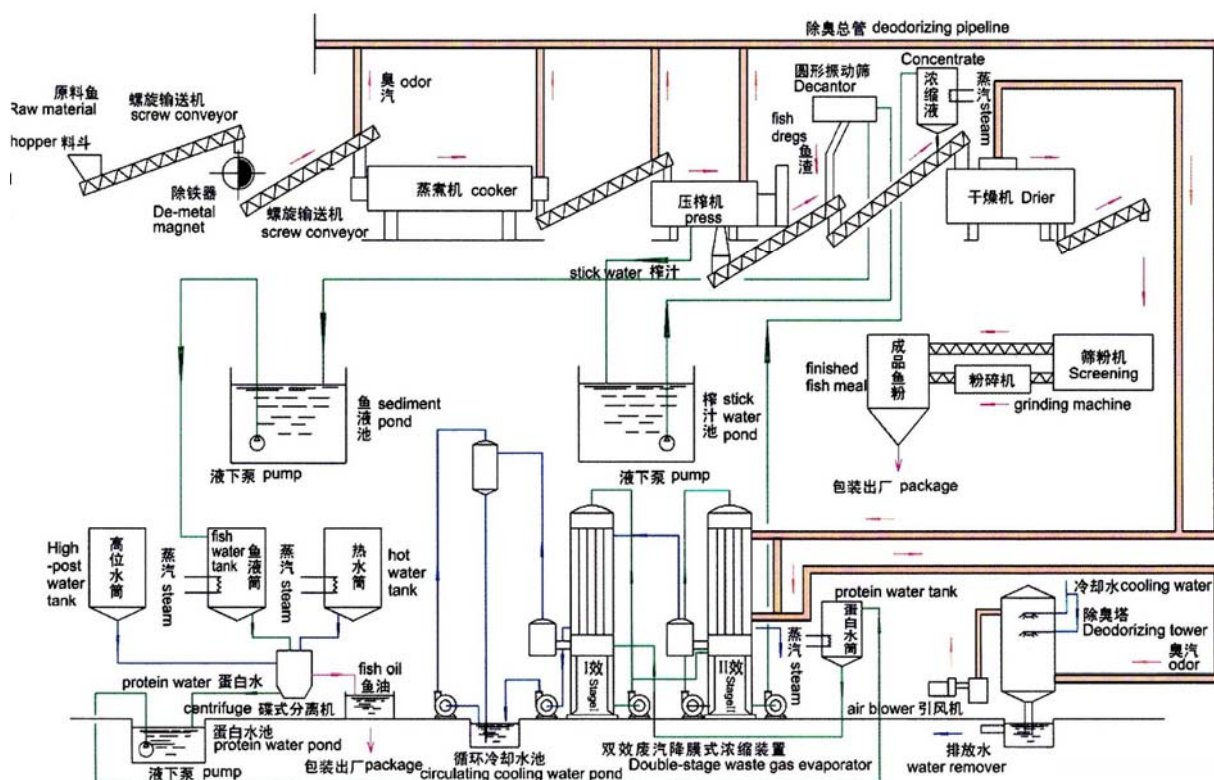 除臭总管 deodorizing pipeline
原料鱼
Raw material
螺旋输送机
screw conveyor
hopper 料斗
除铁器
De-metal
magnet
螺旋输送机
screw conveyor
臭汽 odor
蒸煮机 cooker
压榨机
press
圆形振动筛
Decantor
fish
dregs
鱼渣
Concentrate
浓缩液
蒸汽 steam
干燥机 Drier
stick water 榨汁
鱼液池
sediment
pond
液下泵 pump
榨汁池
stick
water
pond
液下泵 pump
成品鱼粉
finished
fish meal
筛粉机
Screening
粉碎机
grinding machine
包装出厂 package
High
-post
water
tank
高位水筒
蒸汽 steam
fish
water
tank
鱼液筒
蒸汽 steam
热水筒
hot
water
tank
protein water 蛋白水
centrifuge 碟式分离机
fish oil
鱼油
蛋白水池
protein water pond
液下泵 pump
包装出厂package
I效
StageI
II效
StageII
循环冷却水池
circulating cooling water pond
双效废汽降膜式浓缩装置
Double-stage waste gas evaporator
protein water tank
蛋白水筒
蒸汽 steam
冷却水cooling water
除臭塔
Deodorizing tower
臭汽
odor
air blower 引风机
排放水
water remover